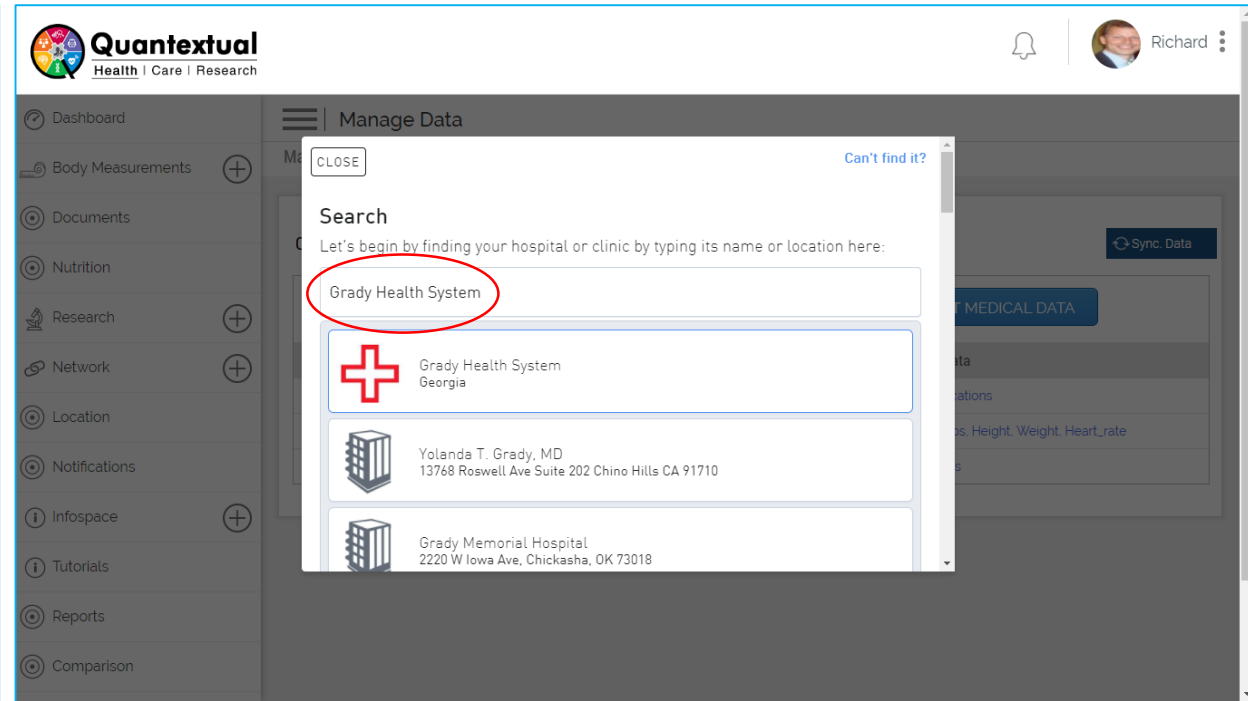 Quantextual
Health | Care | Research
Richard
Dashboard
Body Measurements
Documents
Nutrition
Research
Network
Location
Notifications
Infospace
Tutorials
Reports
Comparison
Manage Data
CLOSE
Can't find it?
Search
Let's begin by finding your hospital or clinic by typing its name or location here:
Grady Health System
Grady Health System
Georgia
Yolanda T. Grady, MD
13768 Roswell Ave Suite 202 Chino Hills CA 91710
Grady Memorial Hospital
2220 W Iowa Ave, Chickasha, OK 73018
Sync. Data
MEDICAL DATA
Height, Weight, Heart_rate